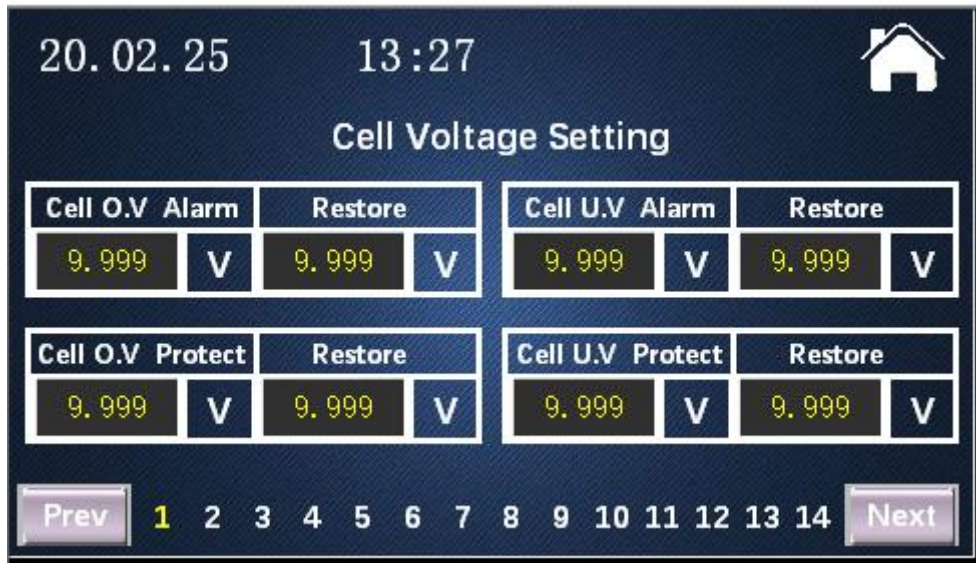 20.02.25 13:27
Cell Voltage Setting
Cell O.V Alarm Restore Cell U.V Alarm Restore
9.999 V 9.999 V 9.999 V 9.999 V
Cell O.V Protect Restore Cell U.V Protect Restore
9.999 V 9.999 V 9.999 V 9.999 V
Prev 1 2 3 4 5 6 7 8 9 10 11 12 13 14 Next